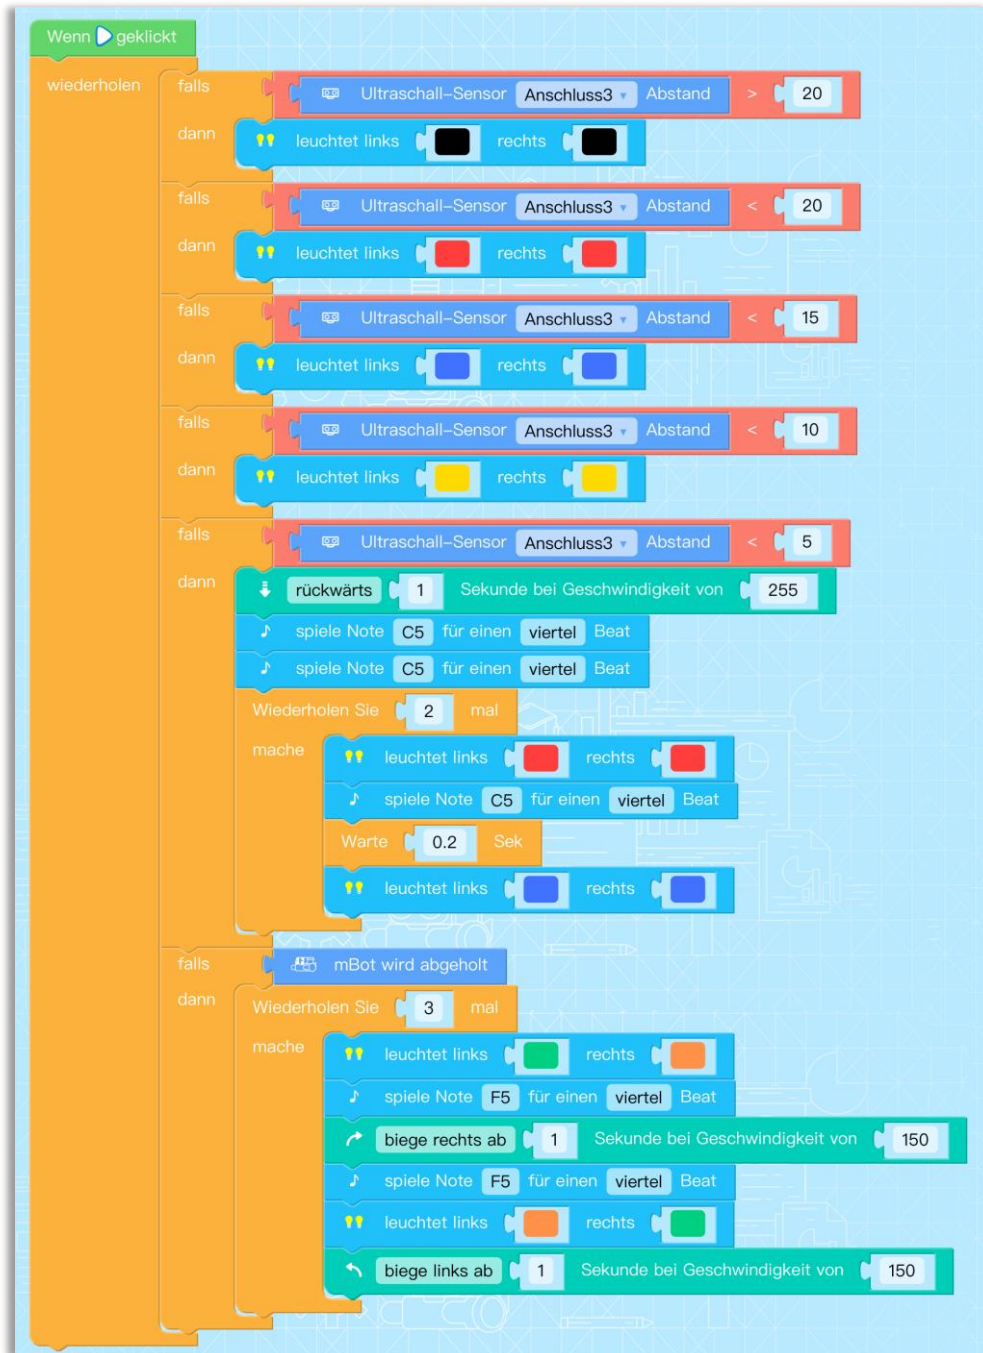 Wenn geklickt
wiederholen
falls Ultraschall-Sensor Anschluss3 Abstand > 20
dann leuchtet links rechts
falls Ultraschall-Sensor Anschluss3 Abstand < 20
dann leuchtet links rechts
falls Ultraschall-Sensor Anschluss3 Abstand < 15
dann leuchtet links rechts
falls Ultraschall-Sensor Anschluss3 Abstand < 10
dann leuchtet links rechts
falls Ultraschall-Sensor Anschluss3 Abstand < 5
dann rückwärts 1 Sekunde bei Geschwindigkeit von 255
spiele Note C5 für einen viertel Beat
spiele Note C5 für einen viertel Beat
Wiederholen Sie 2 mal
mache leuchtet links rechts
spiele Note C5 für einen viertel Beat
Warte 0.2 Sek
leuchtet links rechts
falls mBot wird abgeholt
dann Wiederholen Sie 3 mal
mache leuchtet links rechts
spiele Note F5 für einen viertel Beat
biege rechts ab 1 Sekunde bei Geschwindigkeit von 150
spiele Note F5 für einen viertel Beat
leuchtet links rechts
biege links ab 1 Sekunde bei Geschwindigkeit von 150